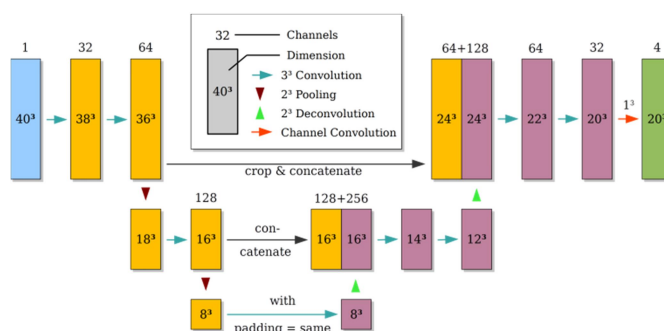 1
32
64
40³
38³
36³
32
Channels
Dimension
40³
3³ Convolution
2³ Pooling
2³ Deconvolution
Channel Convolution
64+128
64
32
4
24³
24³
22³
20³
1³
20³
crop & concatenate
18³
128
16³
con-
catenate
128+256
16³
16³
14³
12³
8³
with
padding = same
8³